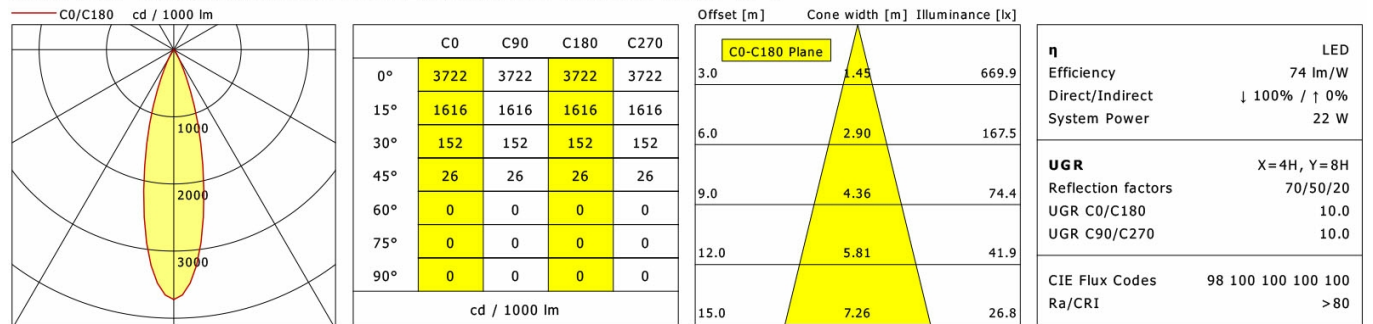 C0/C180 cd / 1000 lm
1000
2000
3000
C0 C90 C180 C270
0° 3722 3722 3722 3722
15° 1616 1616 1616 1616
30° 152 152 152 152
45° 26 26 26 26
60° 0 0 0 0
75° 0 0 0 0
90° 0 0 0 0
cd / 1000 lm
Offset [m] Cone width [m] Illuminance [lx]
C0-C180 Plane
3.0 1.45 669.9
6.0 2.90 167.5
9.0 4.36 74.4
12.0 5.81 41.9
15.0 7.26 26.8
η LED
Efficiency 74 lm/W
Direct/Indirect ↓ 100% / ↑ 0%
System Power 22 W
UGR X=4H, Y=8H
Reflection factors 70/50/20
UGR C0/C180 10.0
UGR C90/C270 10.0
CIE Flux Codes 98 100 100 100 100
Ra/CRI >80